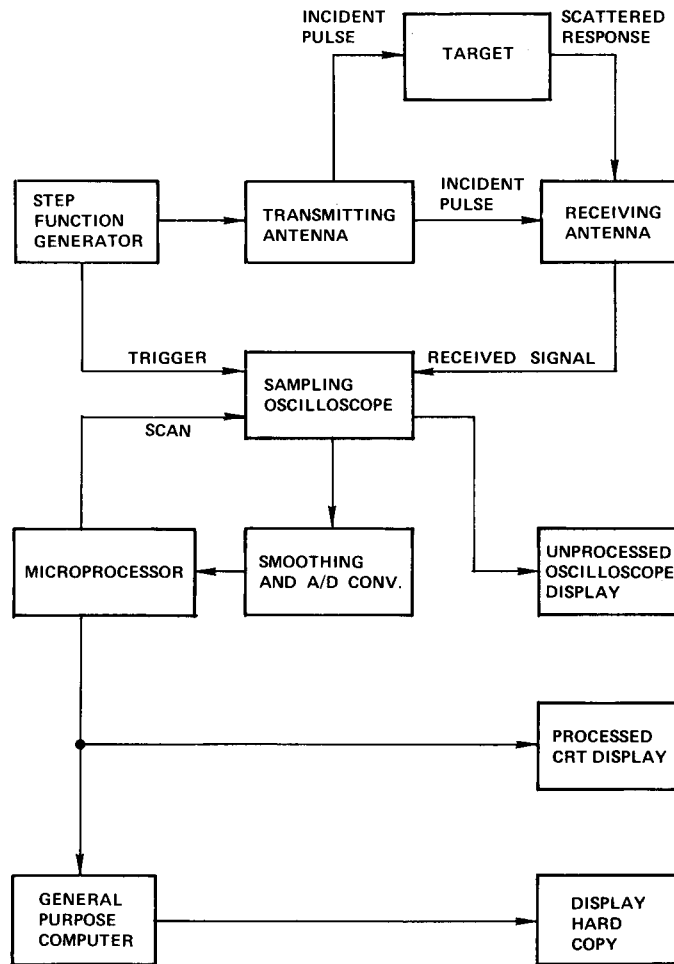 INCIDENT
PULSE
TARGET
SCATTERED
RESPONSE
STEP
FUNCTION
GENERATOR
TRANSMITTING
ANTENNA
INCIDENT
PULSE
RECEIVING
ANTENNA
TRIGGER
SAMPLING
OSCILLOSCOPE
RECEIVED SIGNAL
SCAN
MICROPROCESSOR
SMOOTHING
AND A/D CONV.
UNPROCESSED
OSCILLOSCOPE
DISPLAY
PROCESSED
CRT DISPLAY
GENERAL
PURPOSE
COMPUTER
DISPLAY
HARD
COPY